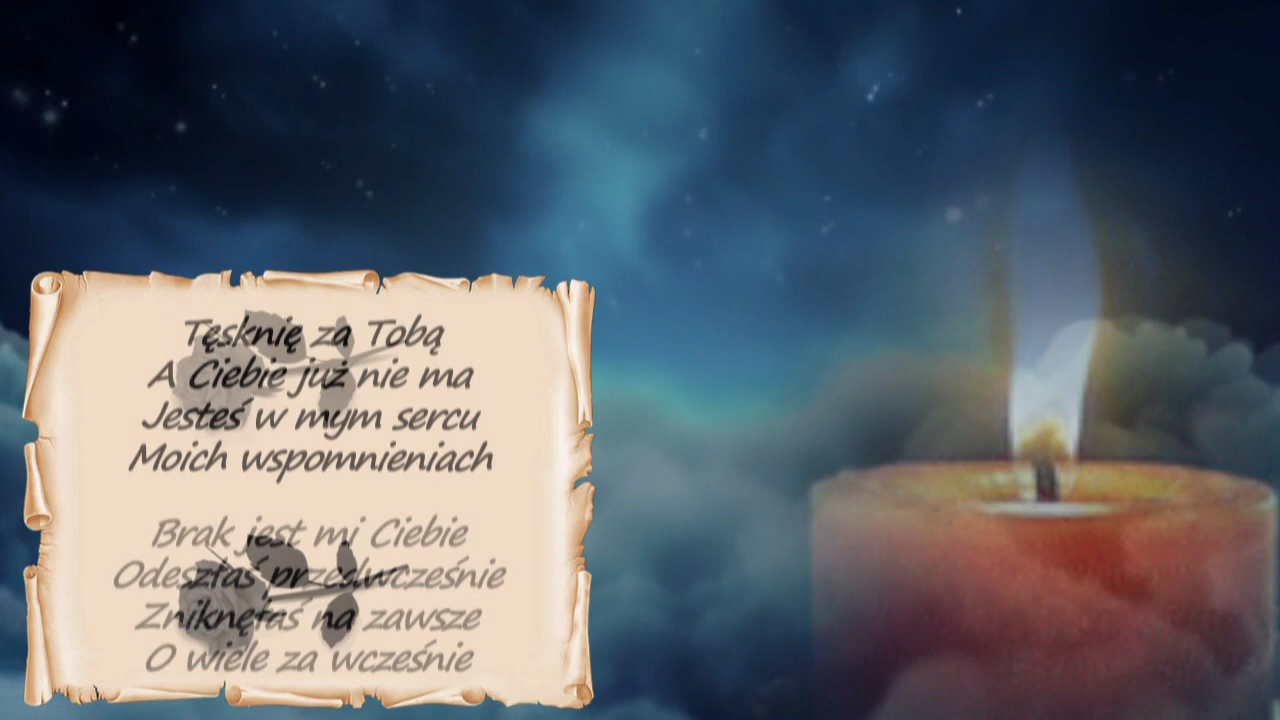 Tęsknię za Tobą
A Ciebie już nie ma
Jesteś w mym sercu
Moich wspomnieniach
Brak jest mi Ciebie
Odeszłaś przedwcześnie
Zniknęłaś na zawsze
O wiele za wcześnie